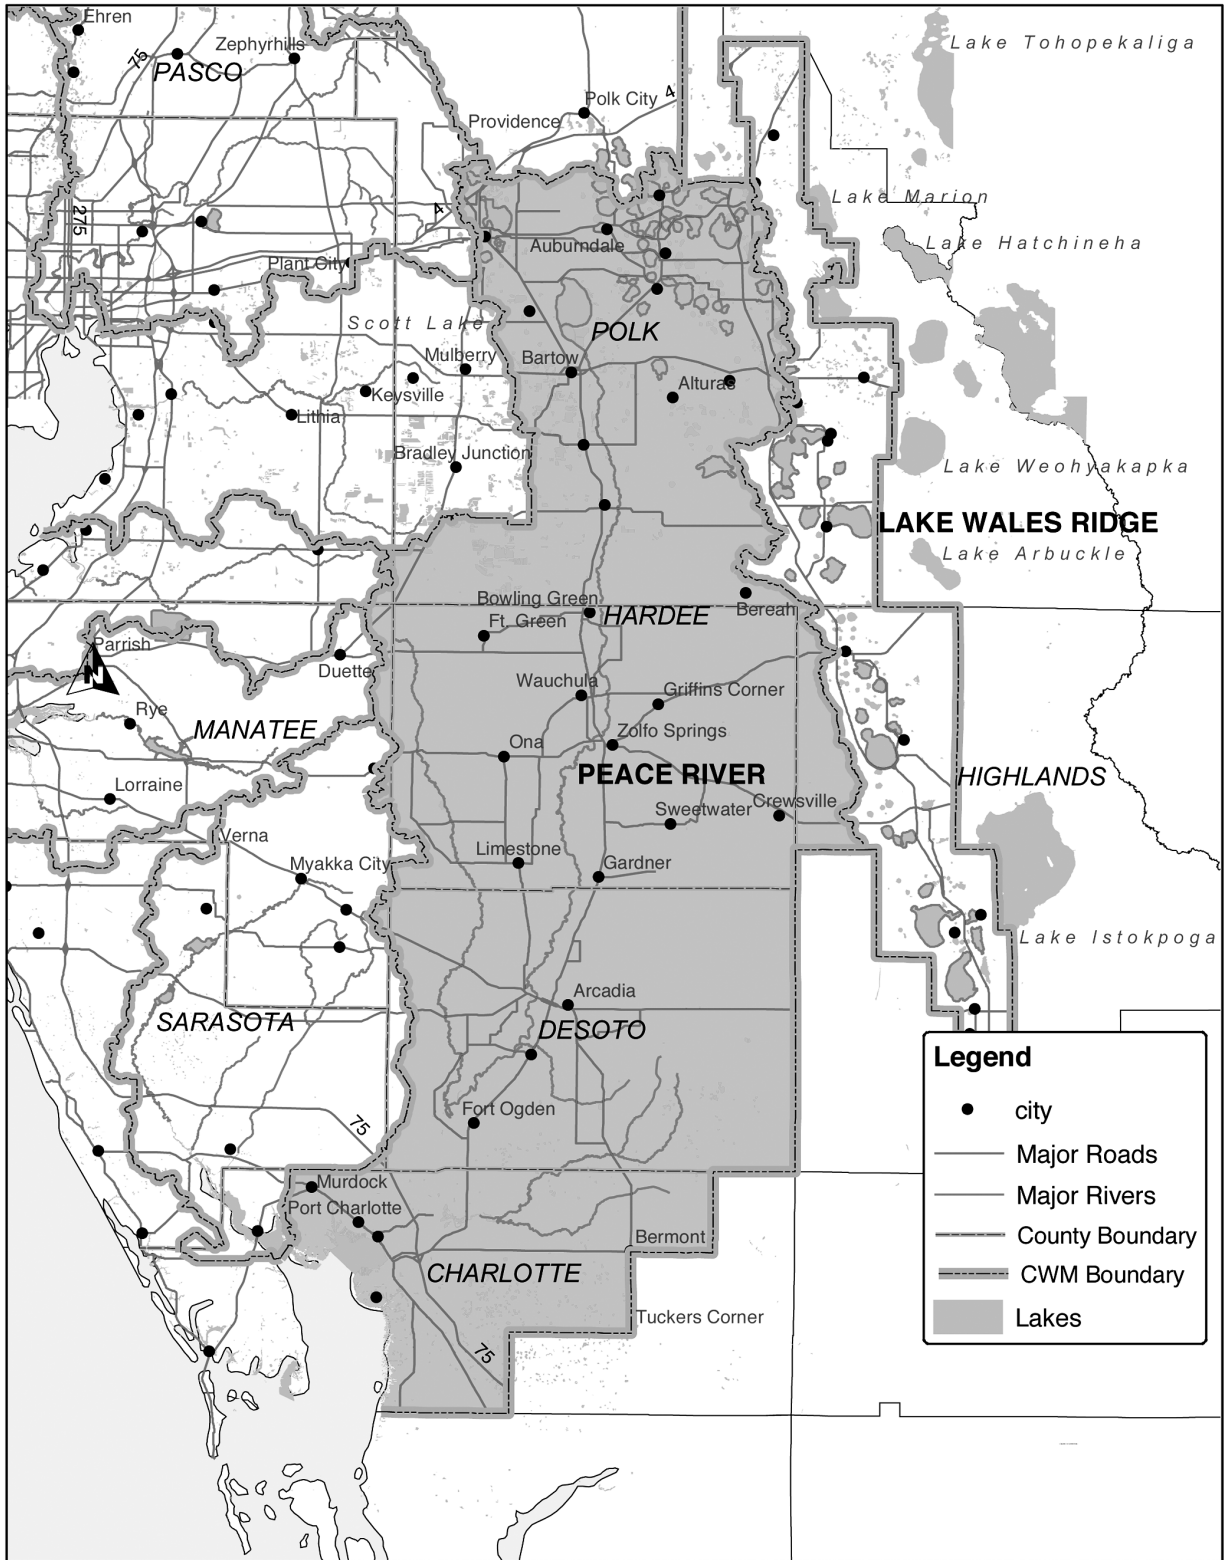 Ehren
Lake Tohopekaliga
Zephyrhills
75
PASCO
Polk City
4
Providence
Lake Marion
275
4
Lake Hatchineha
Auburndale
Plant City
Scott Lake
POLK
Mulberry
Bartow
Alturas
Keysville
Lithia
Bradley Junction
Lake Weohyakapka
LAKE WALES RIDGE
Lake Arbuckle
Bowling Green
Bereah
HARDEE
Ft. Green
Parrish
N
Duette
Wauchula
Griffins Corner
Rye
MANATEE
Zolfo Springs
Ona
PEACE RIVER
HIGHLANDS
Lorraine
Sweetwater
Crewsville
Verna
Limestone
Myakka City
Gardner
Lake Istokpoga
Arcadia
SARASOTA
DESOTO
Fort Ogden
75
Murdock
Port Charlotte
Bermont
CHARLOTTE
Tuckers Corner
75
Legend
city
Major Roads
Major Rivers
County Boundary
CWM Boundary
Lakes